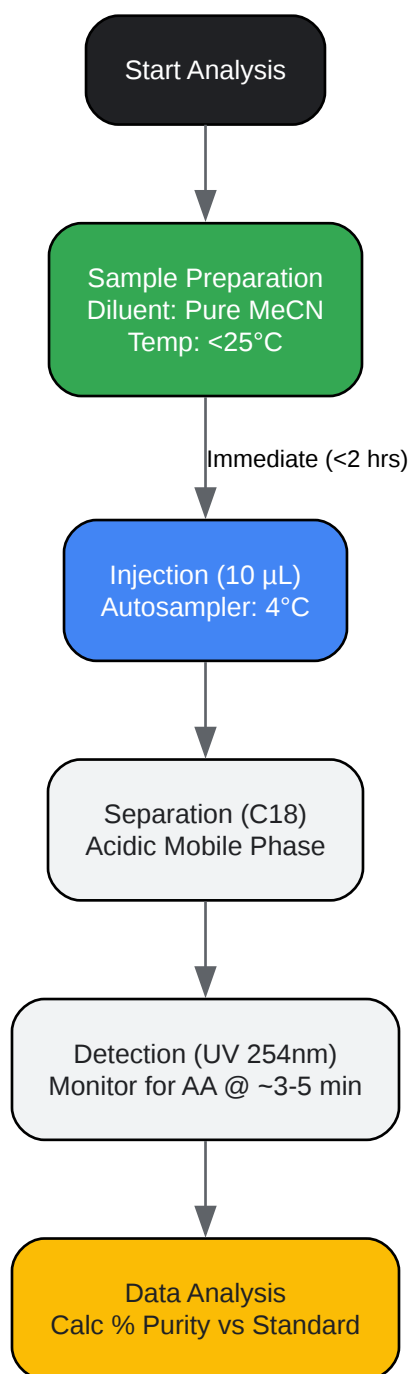 Start Analysis
Sample Preparation
Diluent: Pure MeCN
Temp: <25°C
Immediate (<2 hrs)
Injection (10 µL)
Autosampler: 4°C
Separation (C18)
Acidic Mobile Phase
Detection (UV 254nm)
Monitor for AA @ ~3-5 min
Data Analysis
Calc % Purity vs Standard